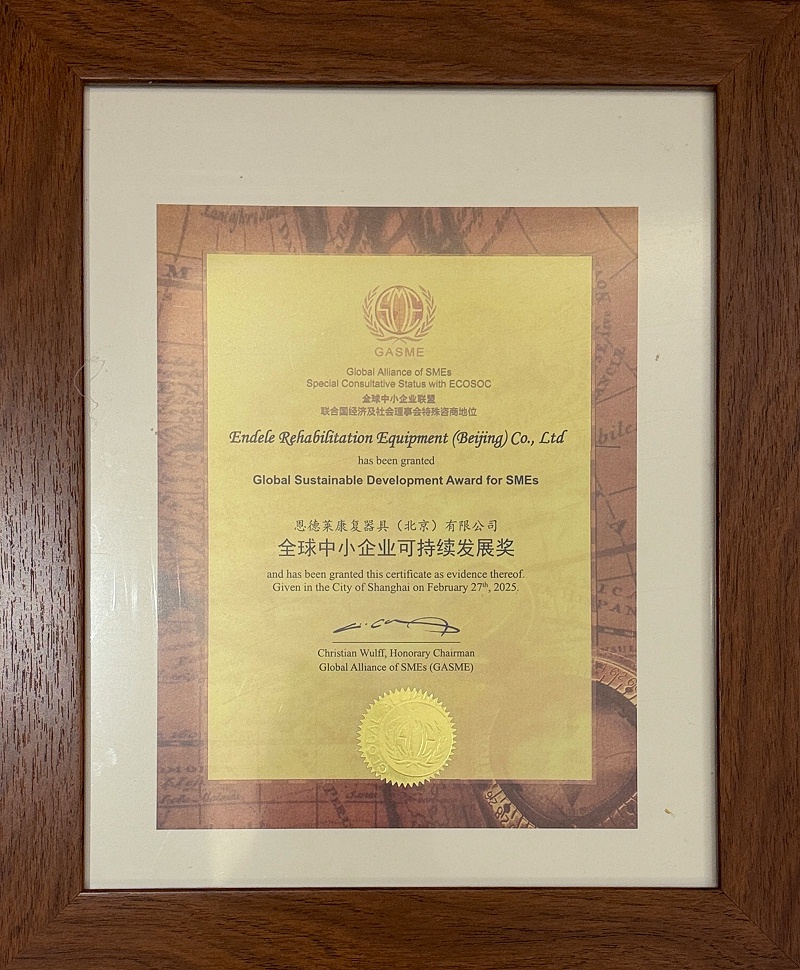 SME
GASME
Global Alliance of SMEs
Special Consultative Status with ECOSOC
全球中小企业联盟
联合国经济及社会理事会特殊咨商地位
Endele Rehabilitation Equipment (Beijing) Co., Ltd
has been granted
Global Sustainable Development Award for SMEs
恩德莱康复器具（北京）有限公司
全球中小企业可持续发展奖
and has been granted this certificate as evidence thereof.
Given in the City of Shanghai on February 27th, 2025.
Christian Wulff, Honorary Chairman
Global Alliance of SMEs (GASME)